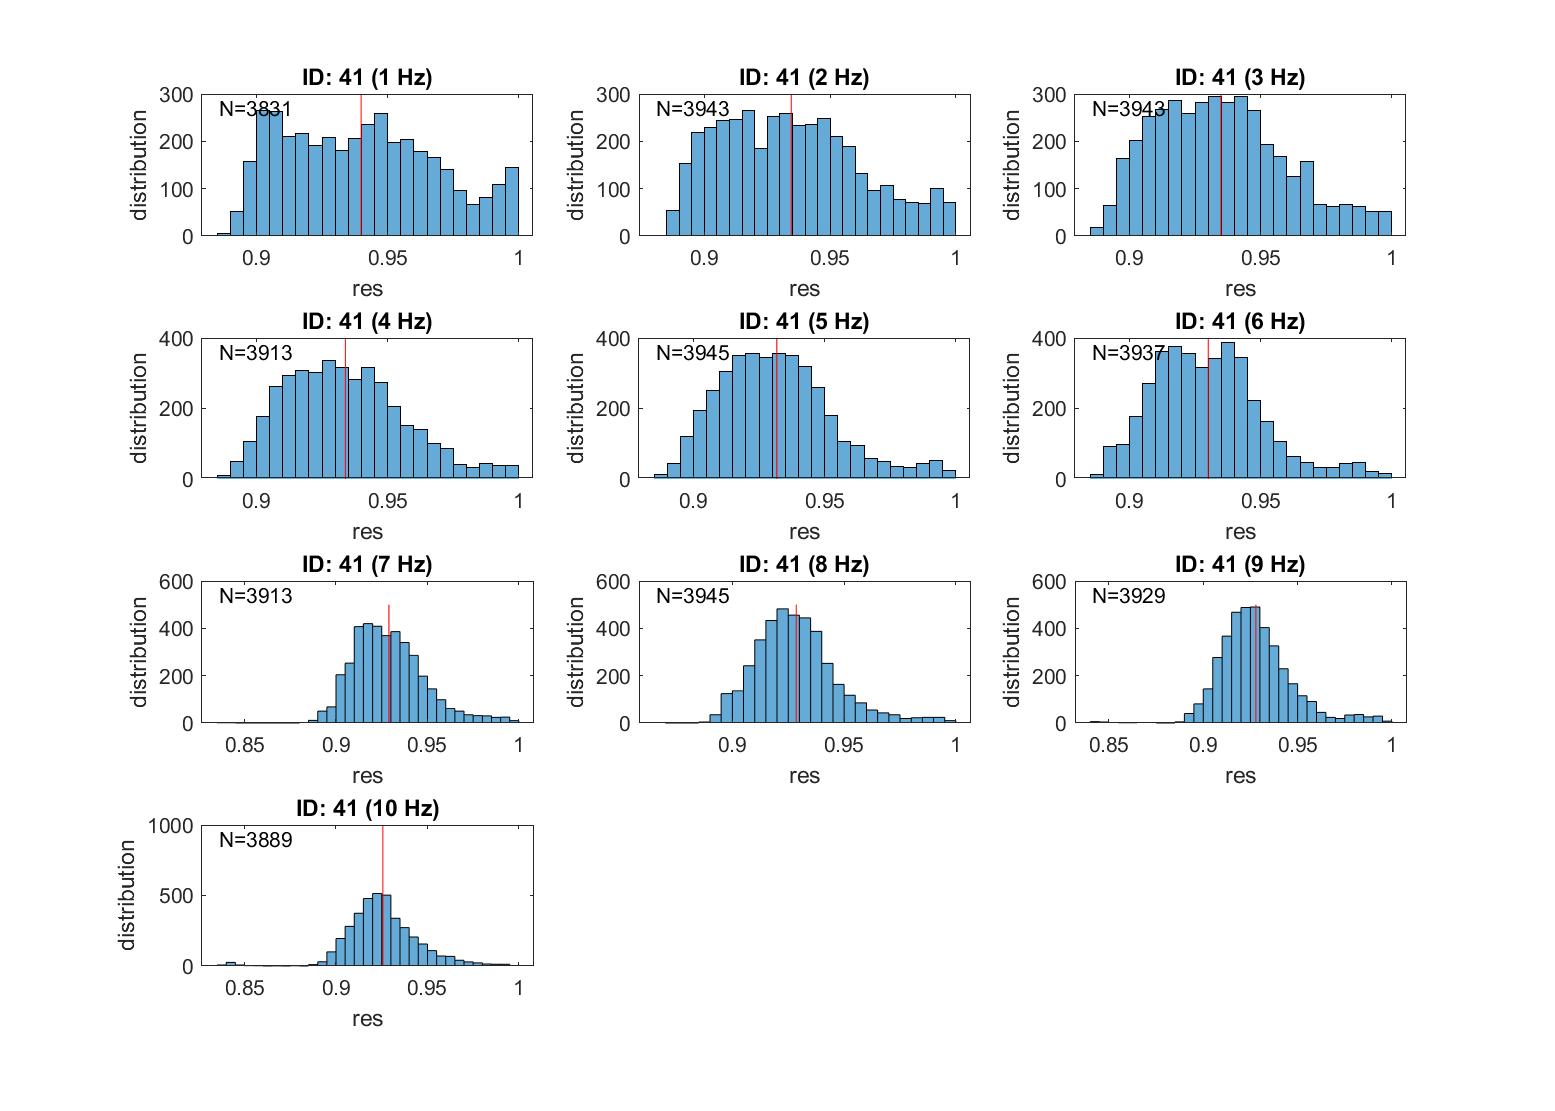 ID: 41 (1 Hz)
N=3831
300
200
100
0
distribution
0.9 0.95 1
res
ID: 41 (2 Hz)
N=3943
300
200
100
0
distribution
0.9 0.95 1
res
ID: 41 (3 Hz)
N=3943
300
200
100
0
distribution
0.9 0.95 1
res
ID: 41 (4 Hz)
N=3913
400
200
0
distribution
0.9 0.95 1
res
ID: 41 (5 Hz)
N=3945
400
200
0
distribution
0.9 0.95 1
res
ID: 41 (6 Hz)
N=3937
400
200
0
distribution
0.9 0.95 1
res
ID: 41 (7 Hz)
N=3913
600
400
200
0
distribution
0.85 0.9 0.95 1
res
ID: 41 (8 Hz)
N=3945
600
400
200
0
distribution
0.9 0.95 1
res
ID: 41 (9 Hz)
N=3929
600
400
200
0
distribution
0.85 0.9 0.95 1
res
ID: 41 (10 Hz)
N=3889
1000
500
0
distribution
0.85 0.9 0.95 1
res